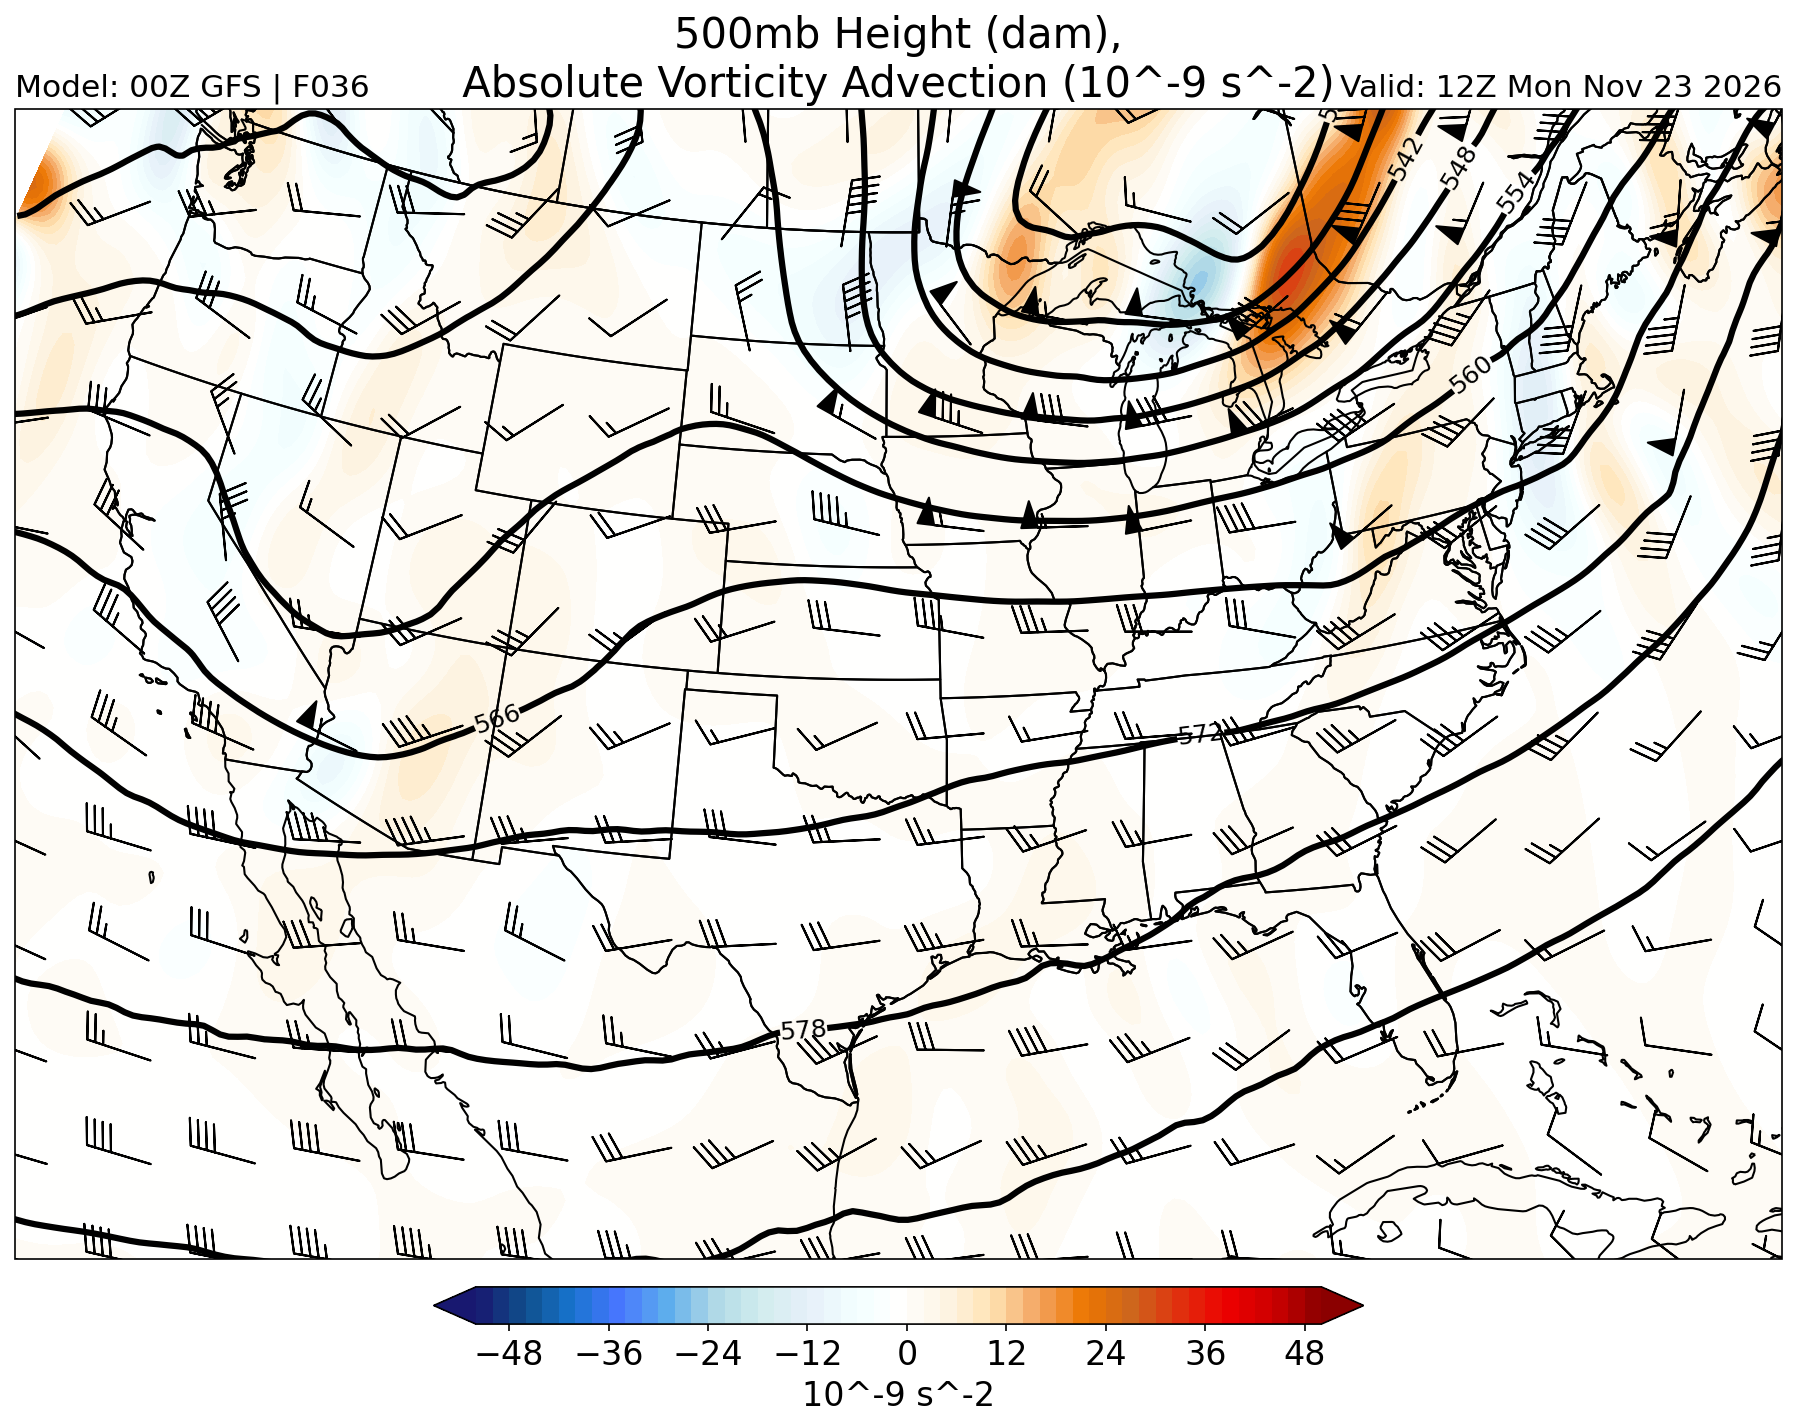 500mb Height (dam),
Absolute Vorticity Advection (10^-9 s^-2)
Model: 00Z GFS | F036
Valid: 12Z Mon Nov 23 2026
542
548
554
560
566
572
578
−48 −36 −24 −12 0 12 24 36 48
10^-9 s^-2